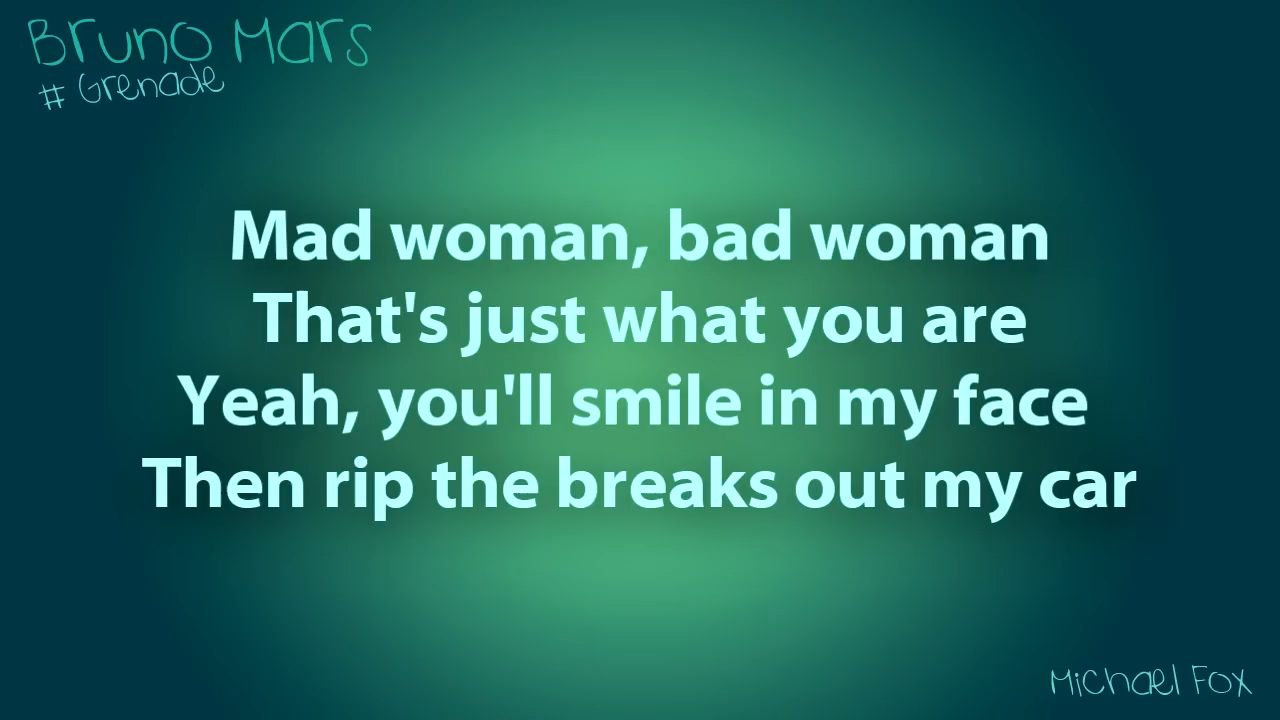 Bruno Mars
# Grenade
Mad woman, bad woman
That's just what you are
Yeah, you'll smile in my face
Then rip the breaks out my car
Michael Fox